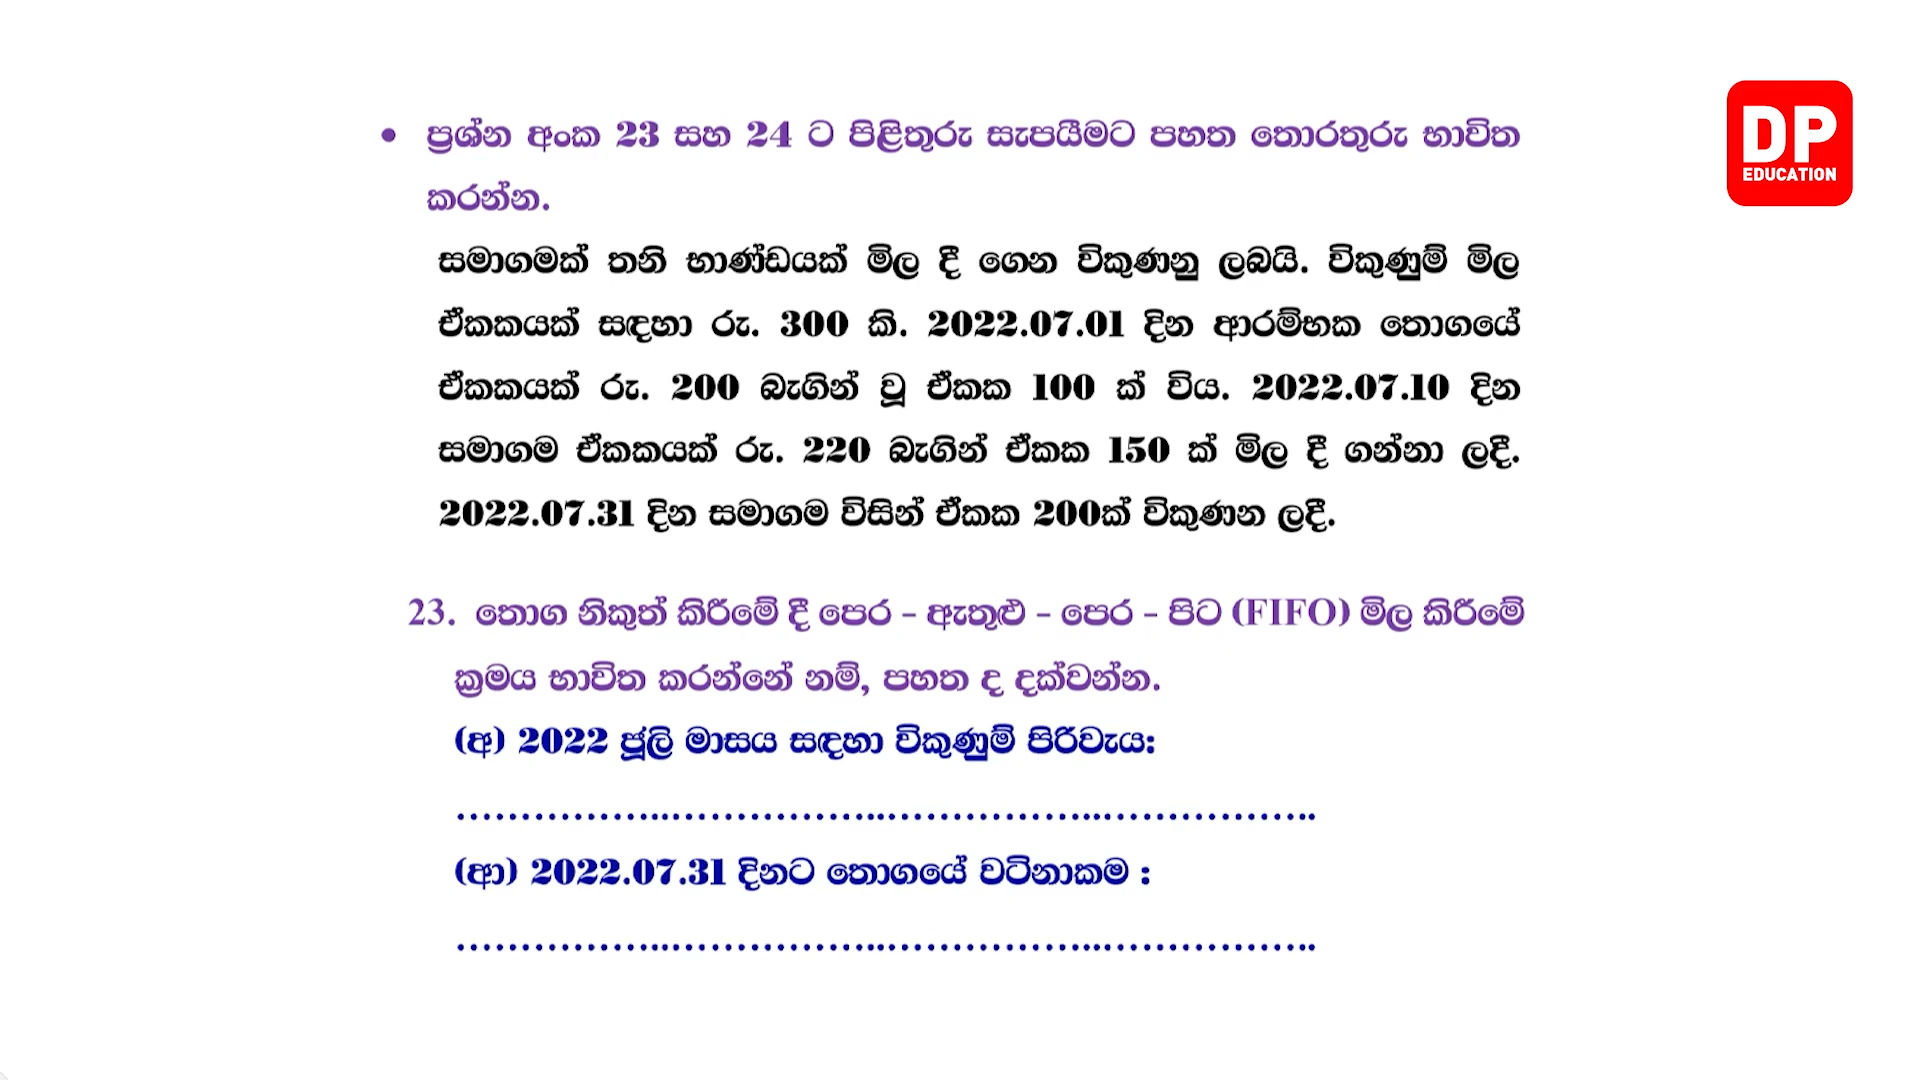 • ප්‍රශ්න අංක 23 සහ 24 ට පිළිතුරු සැපයීමට පහත තොරතුරු භාවිත
කරන්න.
සමාගමක් තනි භාණ්ඩයක් මිල දී ගෙන විකුණනු ලබයි. විකුණුම් මිල
ඒකකයක් සඳහා රු. 300 කි. 2022.07.01 දින ආරම්භක තොගයේ
ඒකකයක් රු. 200 බැගින් වූ ඒකක 100 ක් විය. 2022.07.10 දින
සමාගම ඒකකයක් රු. 220 බැගින් ඒකක 150 ක් මිල දී ගන්නා ලදී.
2022.07.31 දින සමාගම විසින් ඒකක 200ක් විකුණන ලදී.
23. තොග නිකුත් කිරීමේ දී පෙර - ඇතුළු - පෙර - පිට (FIFO) මිල කිරීමේ
ක්‍රමය භාවිත කරන්නේ නම්, පහත ද දක්වන්න.
(අ) 2022 ජූලි මාසය සඳහා විකුණුම් පිරිවැය:
(ආ) 2022.07.31 දිනට තොගයේ වටිනාකම :
DP
EDUCATION